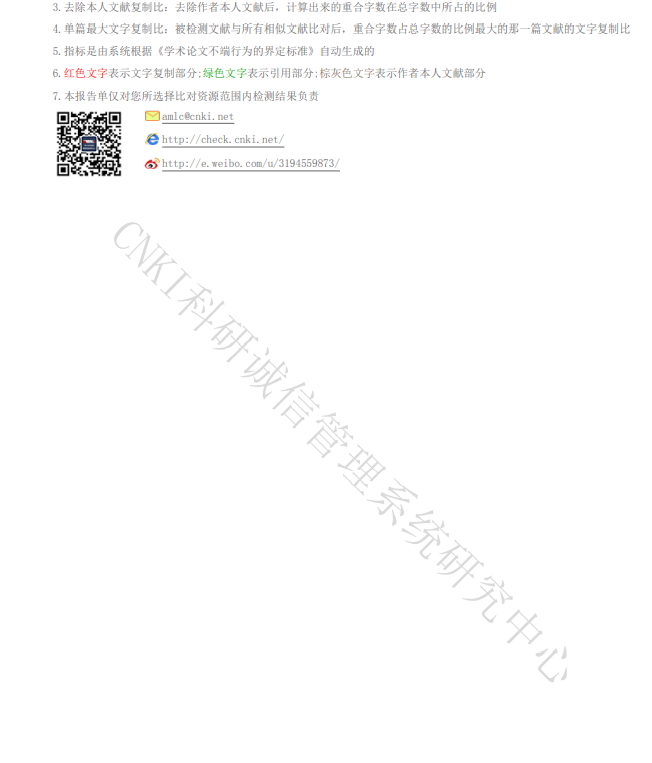 3.去除本人文献复制比：去除作者本人文献后，计算出来的重合字数在总字数中所占的比例
4.单篇最大文字复制比：被检测文献与所有相似文献比对后，重合字数占总字数的比例最大的那一篇文献的文字复制比
5.指标是由系统根据《学术论文不端行为的界定标准》自动生成的
6.红色文字表示文字复制部分;绿色文字表示引用部分;棕灰色文字表示作者本人文献部分
7.本报告单仅对您所选择比对资源范围内检测结果负责
amlc@cnki.net
http://check.cnki.net/
http://e.weibo.com/u/3194559873/
CNKI科研诚信管理系统研究中心